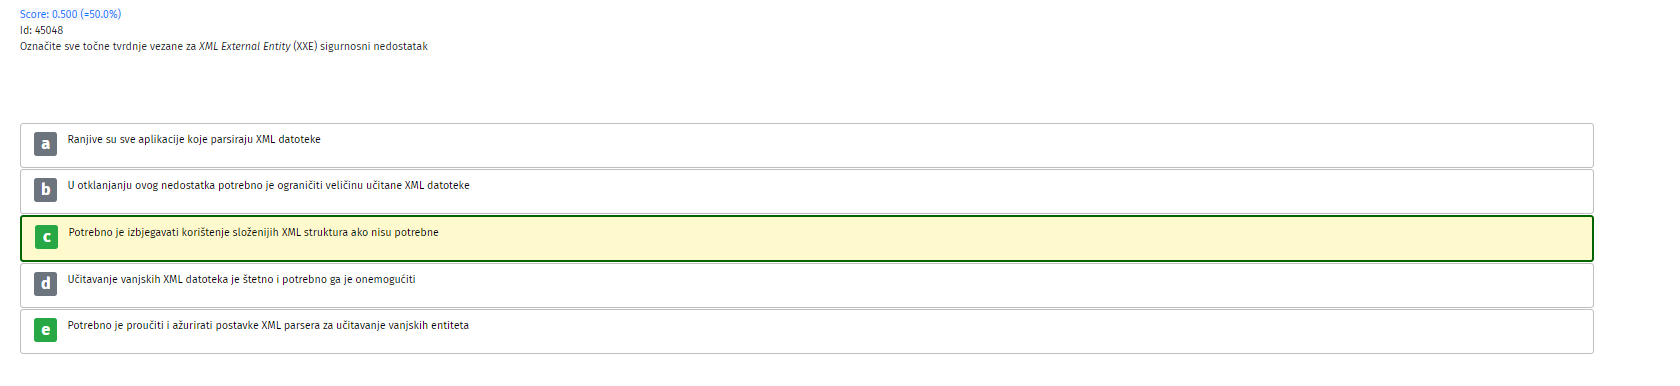 Score: 0.500 (=50.0%)
Id: 45048
Označite sve točne tvrdnje vezane za XML External Entity (XXE) sigurnosni nedostatak
a Ranjive su sve aplikacije koje parsiraju XML datoteke
b U otklanjanju ovog nedostatka potrebno je ograničiti veličinu učitane XML datoteke
c Potrebno je izbjegavati korištenje složenijih XML struktura ako nisu potrebne
d Učitavanje vanjskih XML datoteka je štetno i potrebno ga je onemogućiti
e Potrebno je proučiti i ažurirati postavke XML parsera za učitavanje vanjskih entiteta